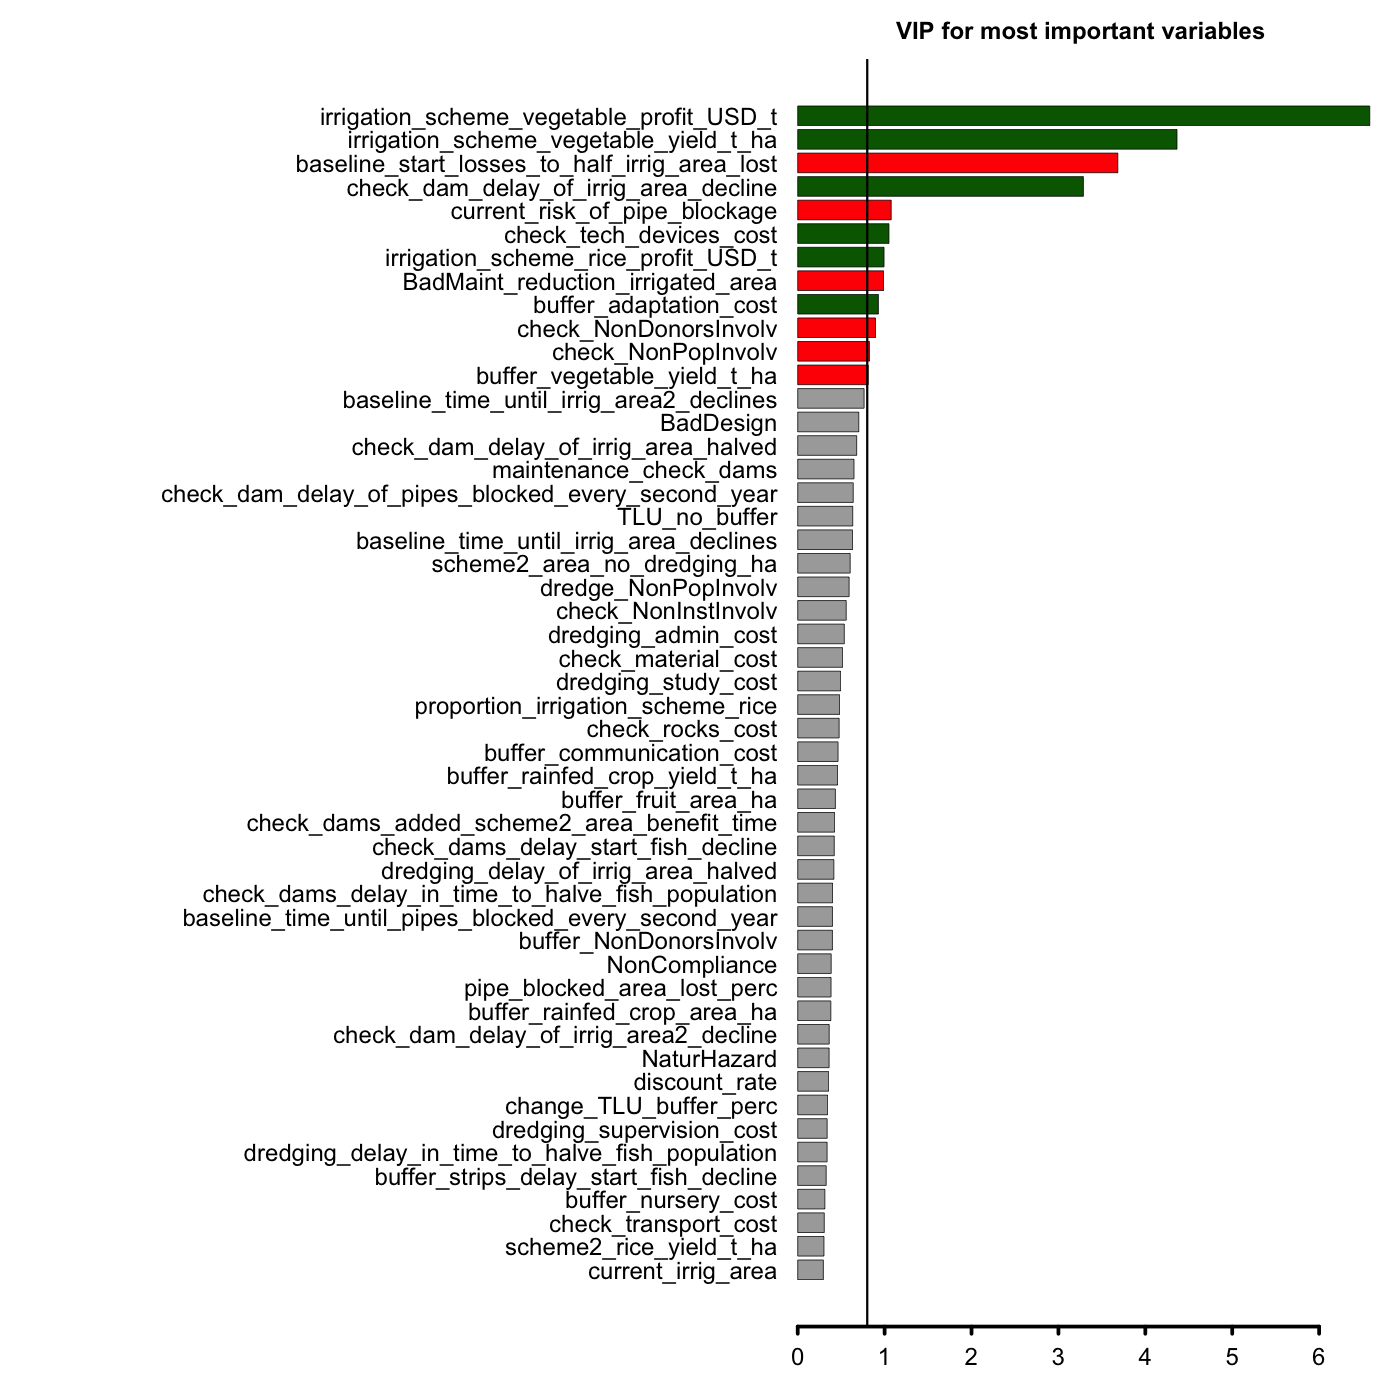 VIP for most important variables
irrigation_scheme_vegetable_profit_USD_t
irrigation_scheme_vegetable_yield_t_ha
baseline_start_losses_to_half_irrig_area_lost
check_dam_delay_of_irrig_area_decline
current_risk_of_pipe_blockage
check_tech_devices_cost
irrigation_scheme_rice_profit_USD_t
BadMaint_reduction_irrigated_area
buffer_adaptation_cost
check_NonDonorsInvolv
check_NonPopInvolv
buffer_vegetable_yield_t_ha
baseline_time_until_irrig_area2_declines
BadDesign
check_dam_delay_of_irrig_area_halved
maintenance_check_dams
check_dam_delay_of_pipes_blocked_every_second_year
TLU_no_buffer
baseline_time_until_irrig_area_declines
scheme2_area_no_dredging_ha
dredge_NonPopInvolv
check_NonInstInvolv
dredging_admin_cost
check_material_cost
dredging_study_cost
proportion_irrigation_scheme_rice
check_rocks_cost
buffer_communication_cost
buffer_rainfed_crop_yield_t_ha
buffer_fruit_area_ha
check_dams_added_scheme2_area_benefit_time
check_dams_delay_start_fish_decline
dredging_delay_of_irrig_area_halved
check_dams_delay_in_time_to_halve_fish_population
baseline_time_until_pipes_blocked_every_second_year
buffer_NonDonorsInvolv
NonCompliance
pipe_blocked_area_lost_perc
buffer_rainfed_crop_area_ha
check_dam_delay_of_irrig_area2_decline
NaturHazard
discount_rate
change_TLU_buffer_perc
dredging_supervision_cost
dredging_delay_in_time_to_halve_fish_population
buffer_strips_delay_start_fish_decline
buffer_nursery_cost
check_transport_cost
scheme2_rice_yield_t_ha
current_irrig_area
0 1 2 3 4 5 6